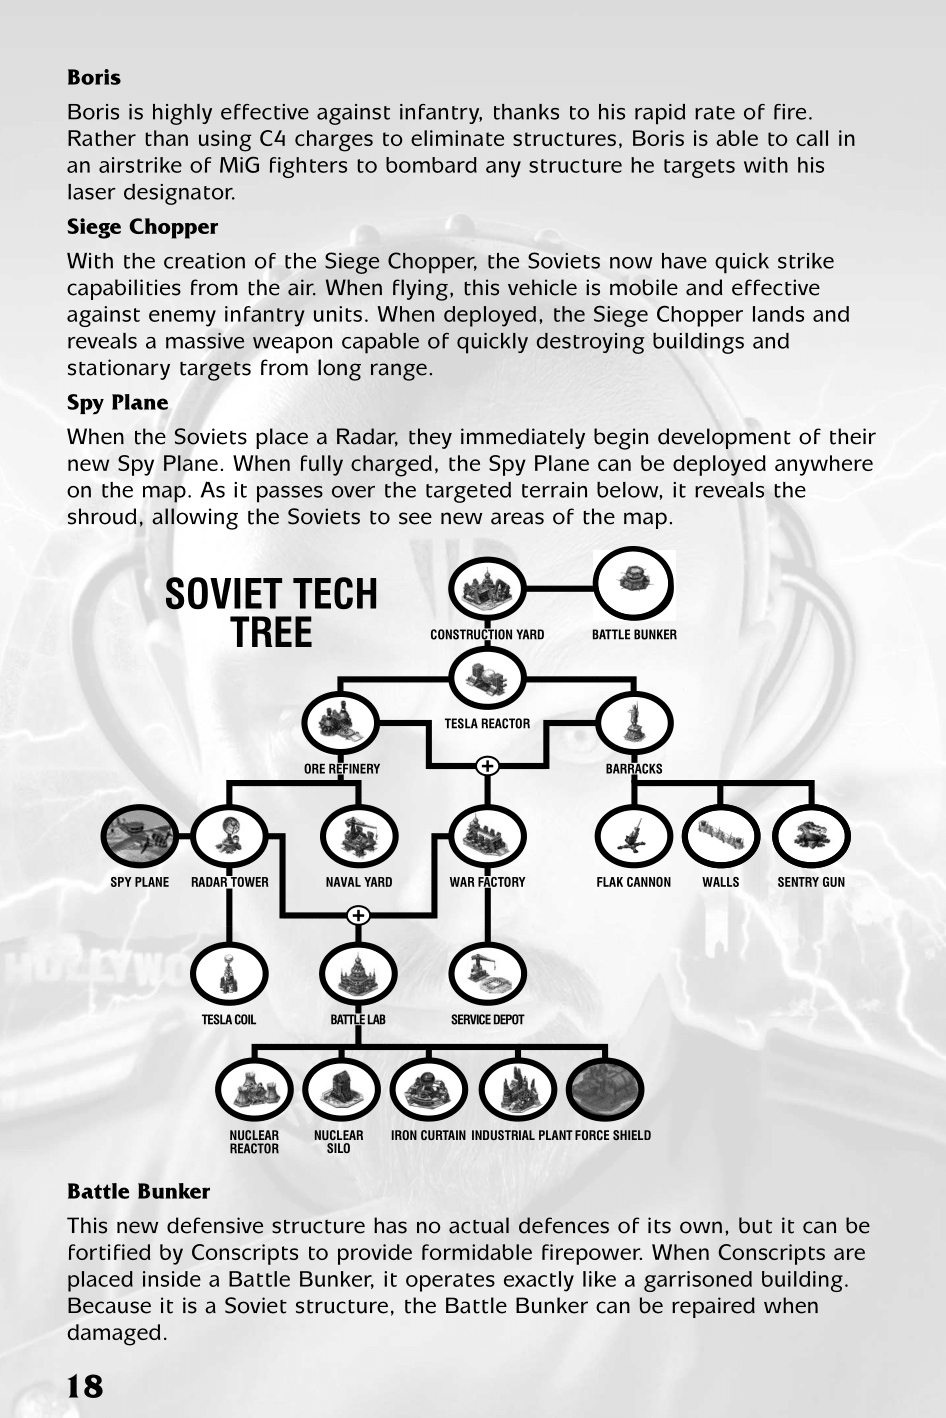 Boris
Boris is highly effective against infantry, thanks to his rapid rate of fire.
Rather than using C4 charges to eliminate structures, Boris is able to call in
an airstrike of MiG fighters to bombard any structure he targets with his
laser designator.
Siege Chopper
With the creation of the Siege Chopper, the Soviets now have quick strike
capabilities from the air. When flying, this vehicle is mobile and effective
against enemy infantry units. When deployed, the Siege Chopper lands and
reveals a massive weapon capable of quickly destroying buildings and
stationary targets from long range.
Spy Plane
When the Soviets place a Radar, they immediately begin development of their
new Spy Plane. When fully charged, the Spy Plane can be deployed anywhere
on the map. As it passes over the targeted terrain below, it reveals the
shroud, allowing the Soviets to see new areas of the map.
SOVIET TECH
TREE
CONSTRUCTION YARD
BATTLE BUNKER
TESLA REACTOR
ORE REFINERY
+
BARRACKS
SPY PLANE
RADAR TOWER
NAVAL YARD
WAR FACTORY
FLAK CANNON
WALLS
SENTRY GUN
+
TESLA COIL
BATTLE LAB
SERVICE DEPOT
NUCLEAR
REACTOR
NUCLEAR
SILO
IRON CURTAIN
INDUSTRIAL PLANT
FORCE SHIELD
HOLLYWO
Battle Bunker
This new defensive structure has no actual defences of its own, but it can be
fortified by Conscripts to provide formidable firepower. When Conscripts are
placed inside a Battle Bunker, it operates exactly like a garrisoned building.
Because it is a Soviet structure, the Battle Bunker can be repaired when
damaged.
18